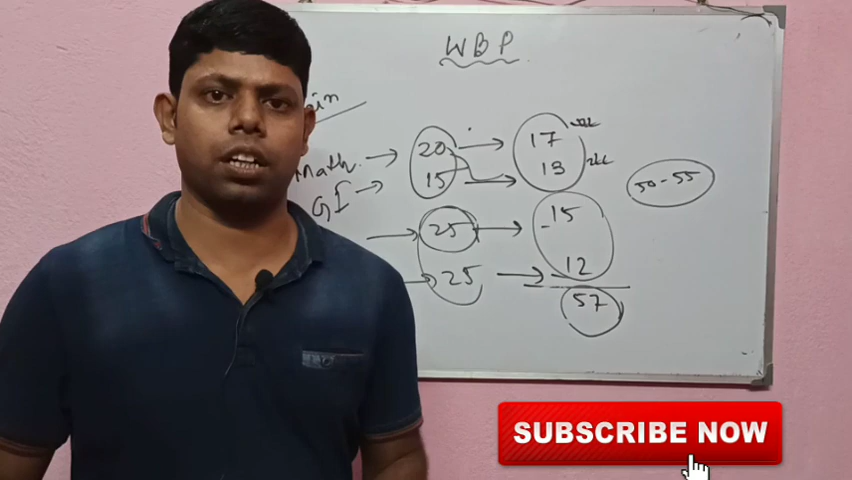 WBP
Math → 20 → 17
GI → 15 → 13
→ 25 → 15
25 → 12
57
50-55
SUBSCRIBE NOW